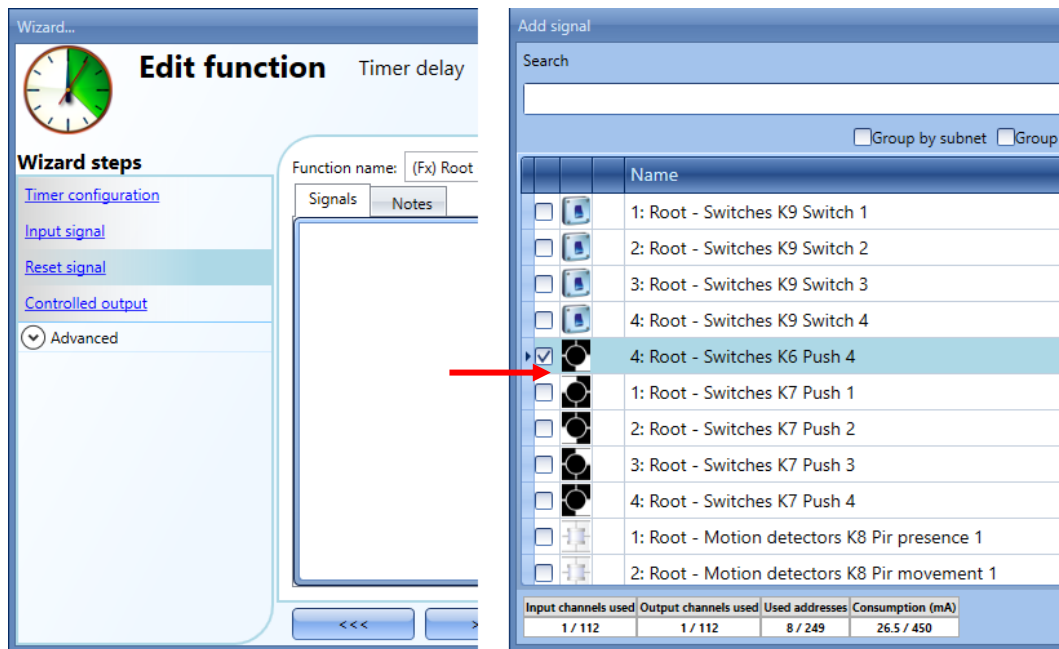 Wizard...
Edit function Timer delay
Wizard steps
Timer configuration
Input signal
Reset signal
Controlled output
Advanced
Function name: (Fx) Root
Signals Notes
<<<
Add signal
Search
Group by subnet Group
Name
1: Root - Switches K9 Switch 1
2: Root - Switches K9 Switch 2
3: Root - Switches K9 Switch 3
4: Root - Switches K9 Switch 4
4: Root - Switches K6 Push 4
1: Root - Switches K7 Push 1
2: Root - Switches K7 Push 2
3: Root - Switches K7 Push 3
4: Root - Switches K7 Push 4
1: Root - Motion detectors K8 Pir presence 1
2: Root - Motion detectors K8 Pir movement 1
Input channels used Output channels used Used addresses Consumption (mA)
1 / 112 1 / 112 8 / 249 26.5 / 450